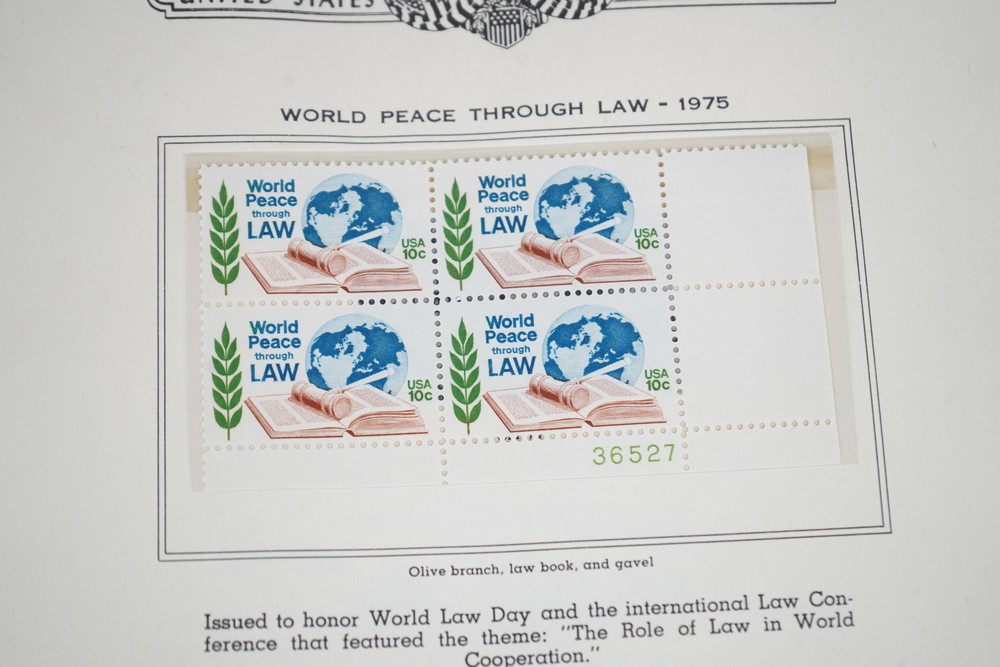 UNITED STATES
WORLD PEACE THROUGH LAW - 1975
World
Peace
through
LAW
USA
10c
World
Peace
through
LAW
USA
10c
World
Peace
through
LAW
USA
10c
World
Peace
through
LAW
USA
10c
36527
Olive branch, law book, and gavel
Issued to honor World Law Day and the international Law Con-
ference that featured the theme: "The Role of Law in World
Cooperation."